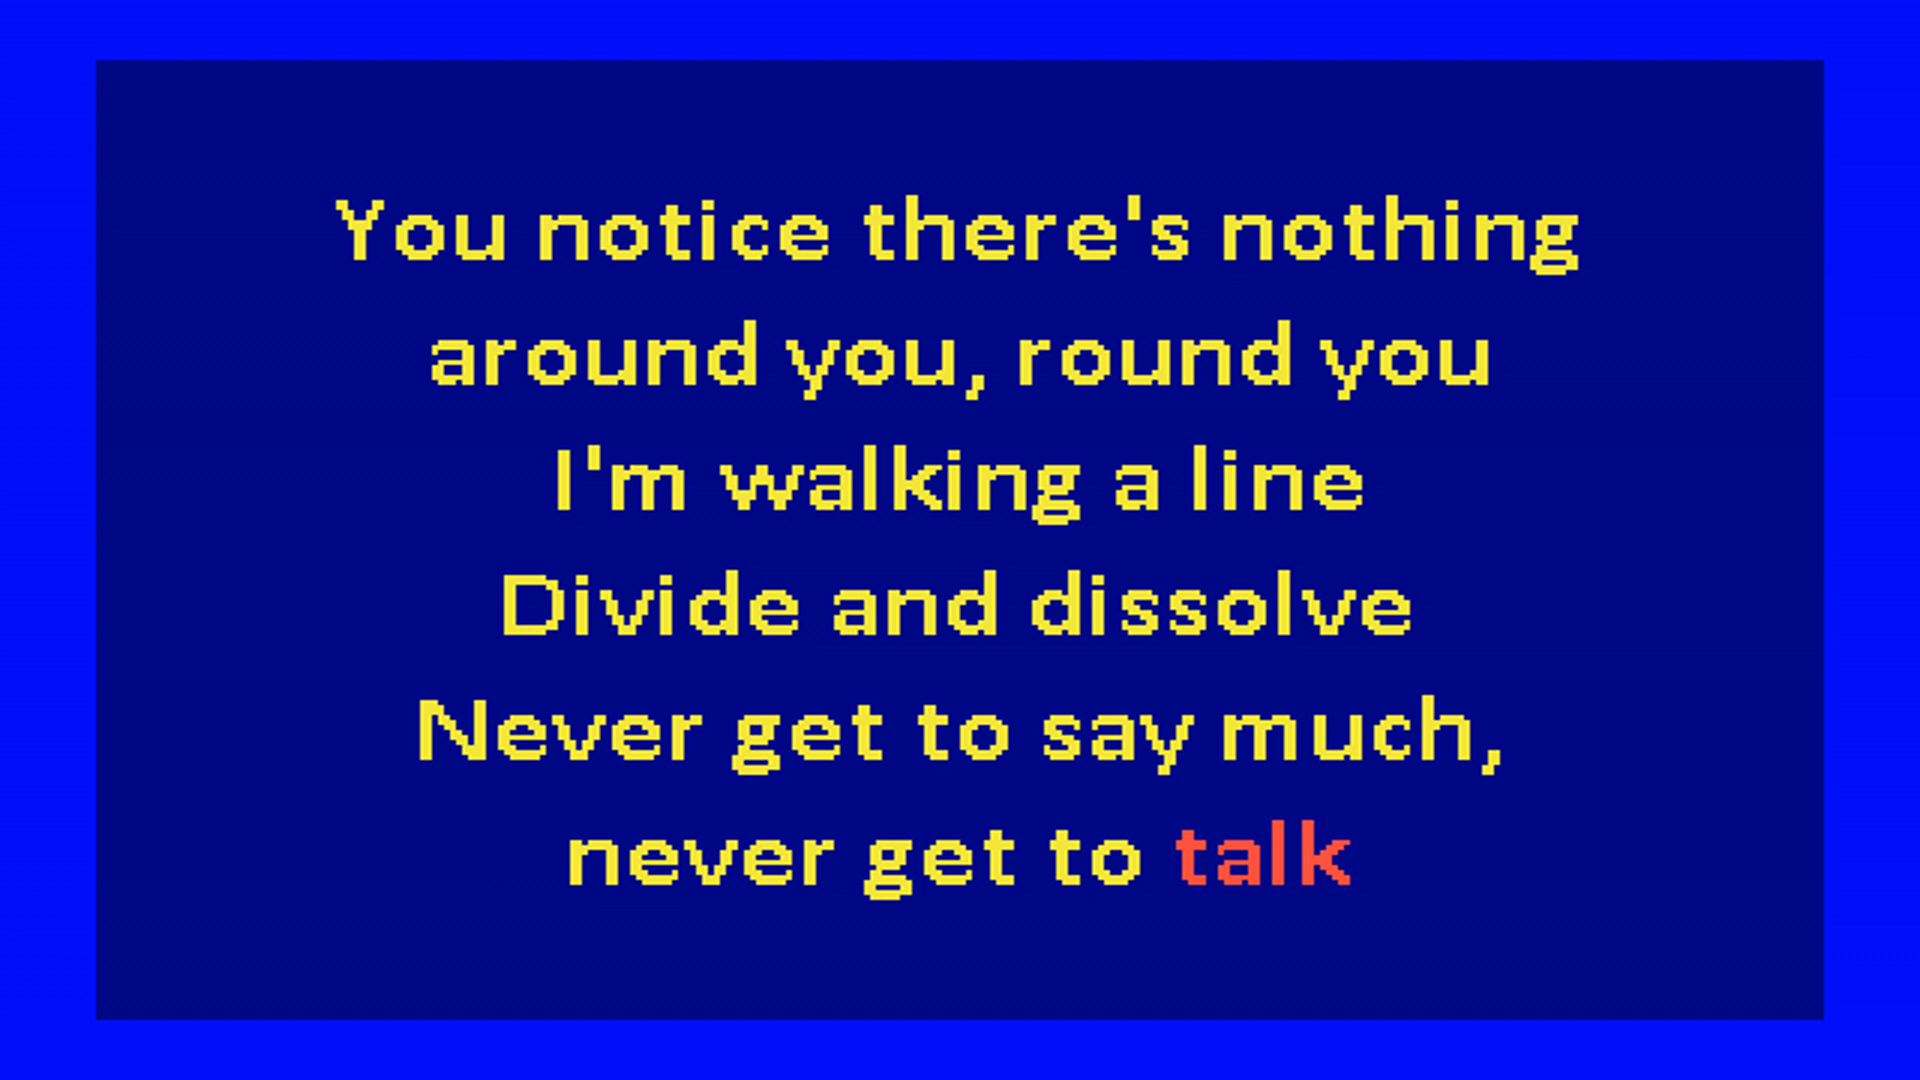 You notice there's nothing
around you, round you
I'm walking a line
Divide and dissolve
Never get to say much,
never get to talk